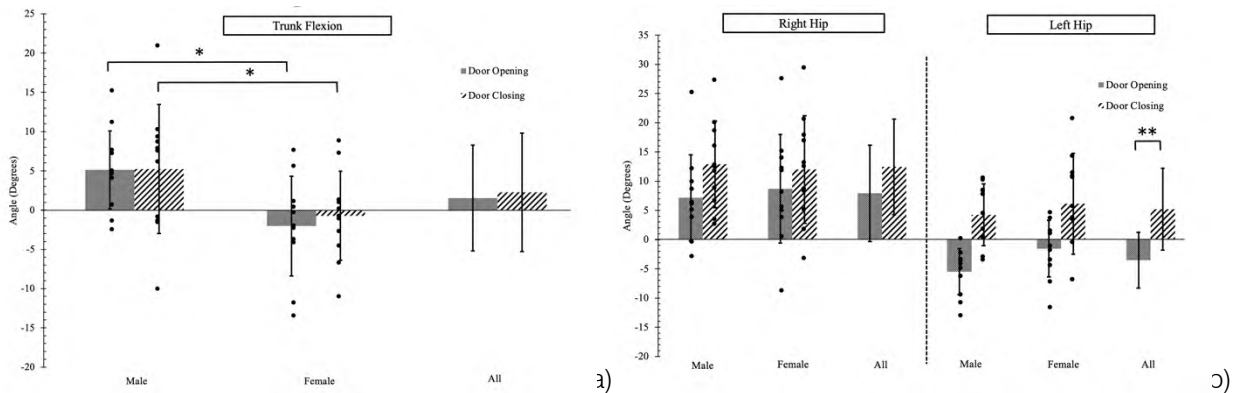 Trunk Flexion
25
20
15
10
5
0
-5
-10
-15
-20
Angle (Degrees)
*
*
Door Opening
Door Closing
Male
Female
All
a)
Right Hip
Left Hip
35
30
25
20
15
10
5
0
-5
-10
-15
-20
Angle (Degrees)
Door Opening
Door Closing
**
Male
Female
All
Male
Female
All